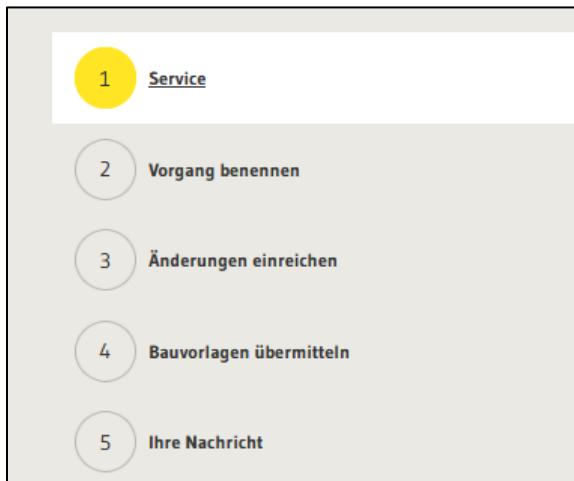 1 Service
2 Vorgang benennen
3 Änderungen einreichen
4 Bauvorlagen übermitteln
5 Ihre Nachricht